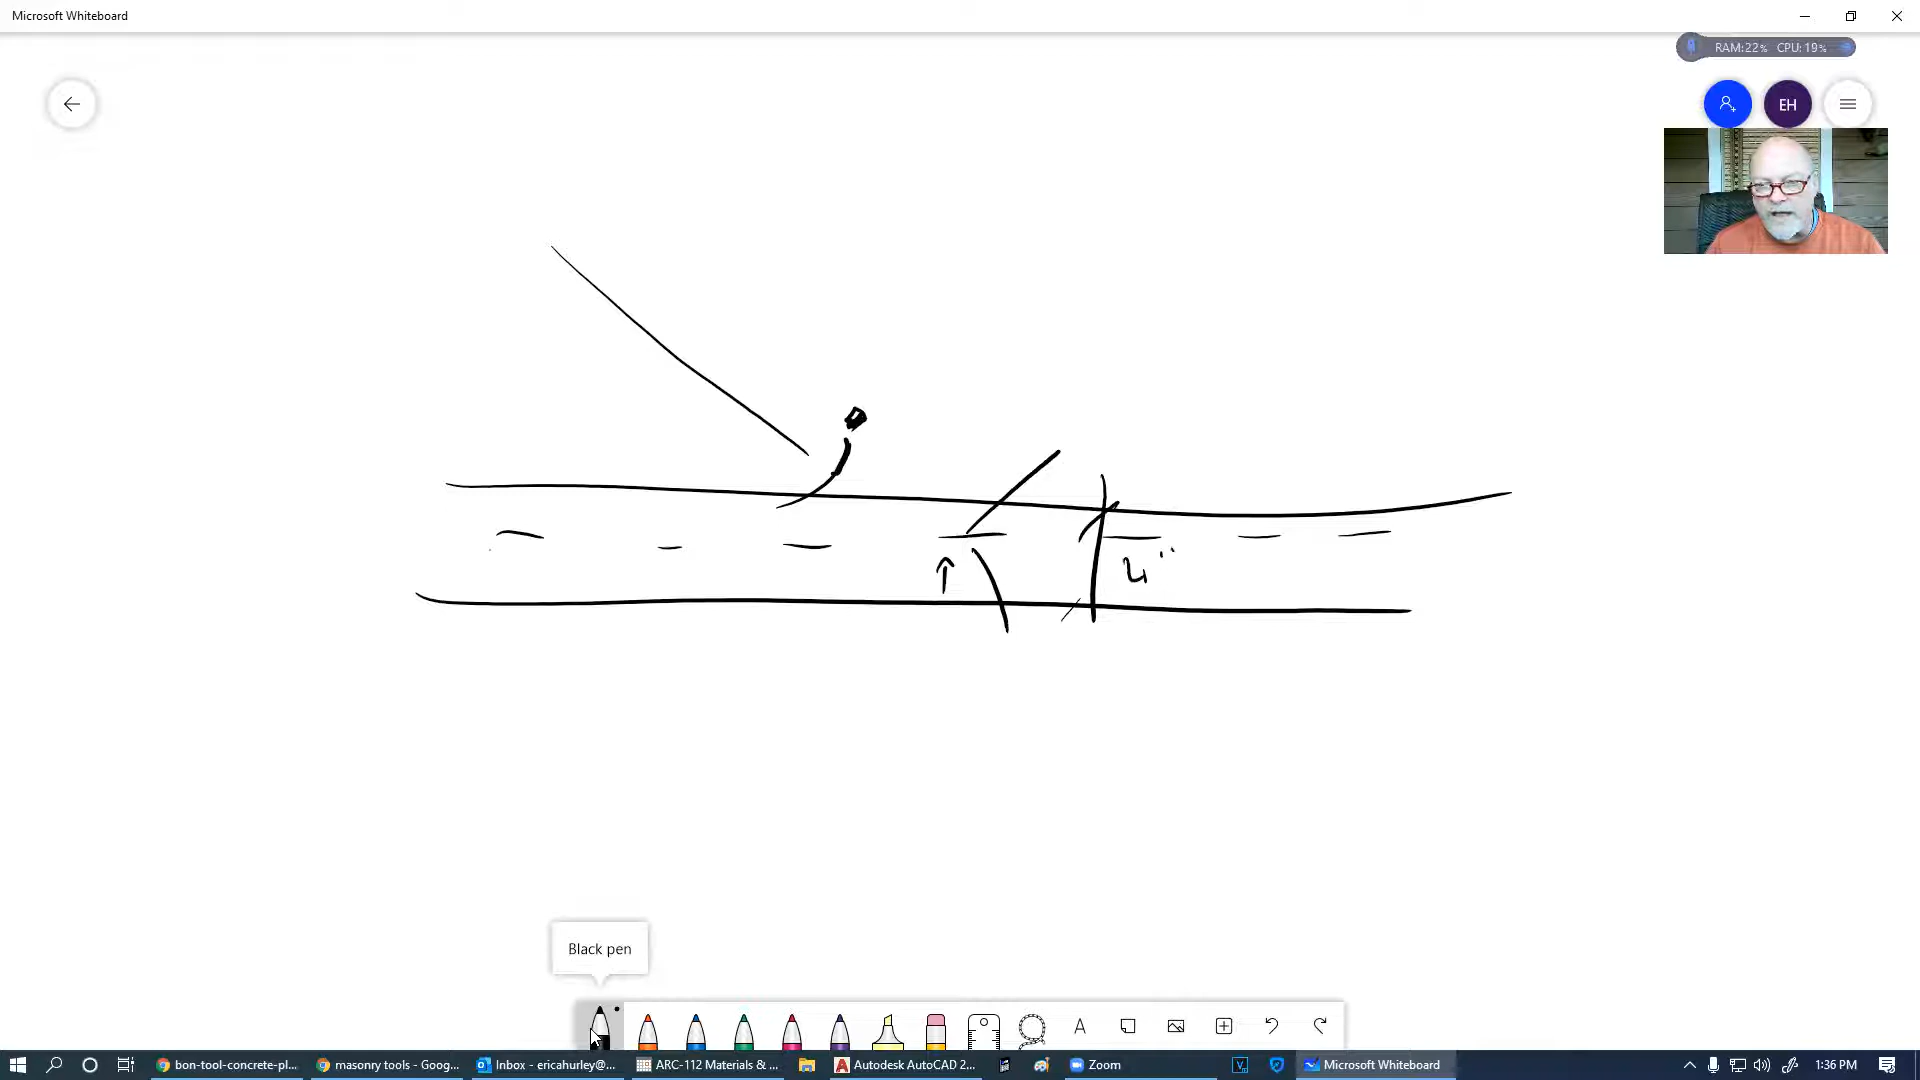 Microsoft Whiteboard
RAM:22% CPU:19%
EH
4"
Black pen
A
bon-tool-concrete-pl...
masonry tools - Goog...
Inbox - ericahurley@...
ARC-112 Materials & ...
Autodesk AutoCAD 2...
Zoom
Microsoft Whiteboard
1:36 PM